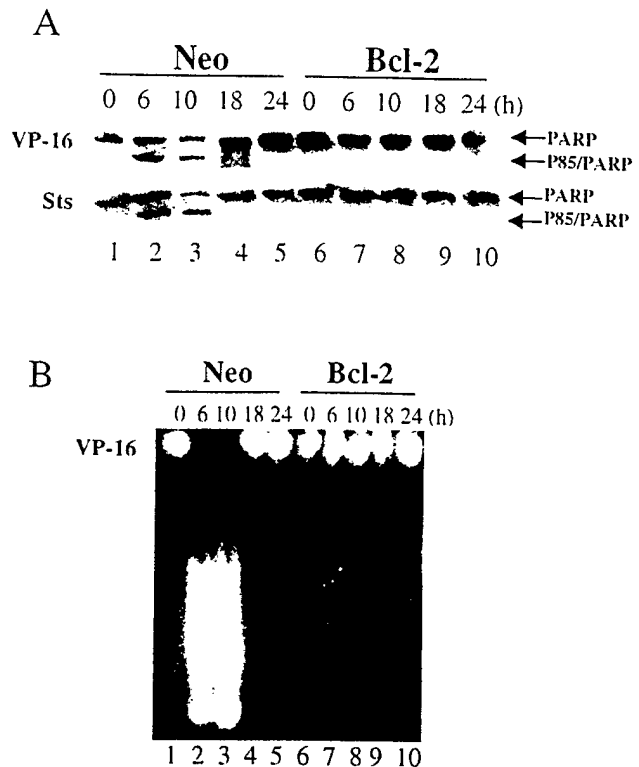 A
Neo Bcl-2
0 6 10 18 24 0 6 10 18 24 (h)
VP-16 PARP
P85/PARP
Sts PARP
P85/PARP
1 2 3 4 5 6 7 8 9 10
B
Neo Bcl-2
0 6 10 18 24 0 6 10 18 24 (h)
VP-16
1 2 3 4 5 6 7 8 9 10